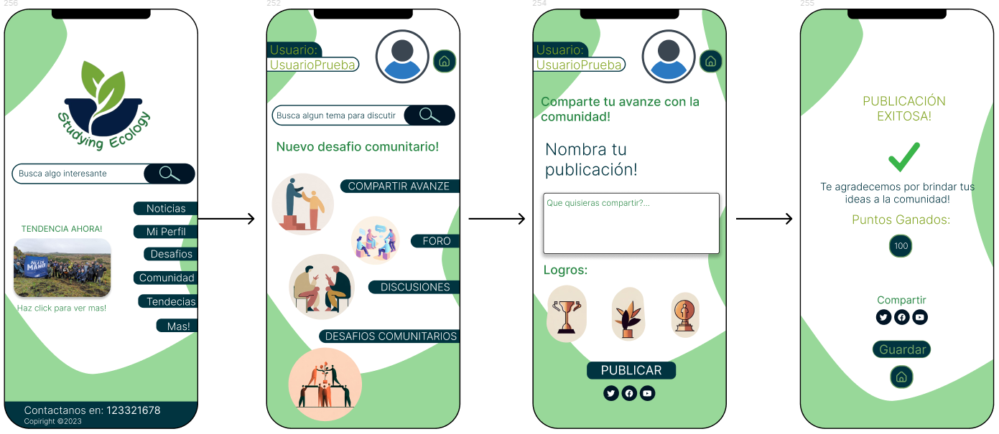 256
Studying Ecology
Busca algo interesante
Noticias
TENDENCIA AHORA!
Mi Perfil
Desafios
Comunidad
Tendecias
Haz click para ver mas!
Mas!
Contactanos en: 123321678
Copiright ©2023
252
Usuario:
UsuarioPrueba
Busca algun tema para discutir
Nuevo desafio comunitario!
COMPARTIR AVANZE
FORO
DISCUSIONES
DESAFIOS COMUNITARIOS
254
Usuario:
UsuarioPrueba
Comparte tu avanze con la
comunidad!
Nombra tu
publicación!
Que quisieras compartir?...
Logros:
PUBLICAR
255
PUBLICACIÓN
EXITOSA!
Te agradecemos por brindar tus
ideas a la comunidad!
Puntos Ganados:
100
Compartir
Guardar